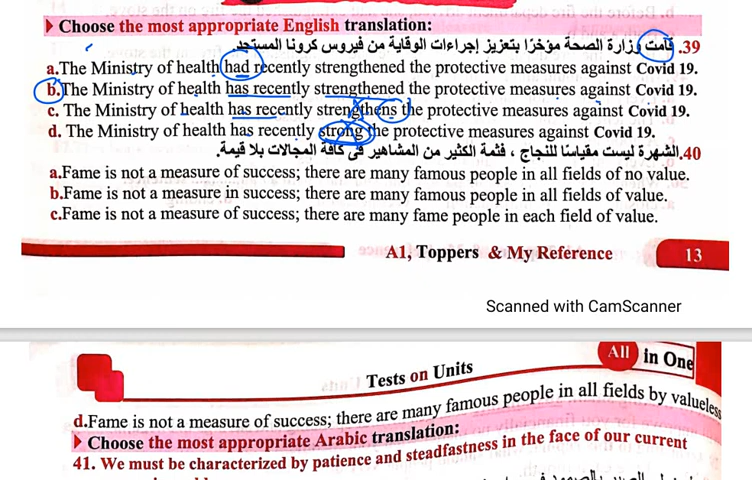 Choose the most appropriate English translation:
39. قامت وزارة الصحة مؤخرًا بتعزيز إجراءات الوقاية من فيروس كرونا المستجد.
a.The Ministry of health had recently strengthened the protective measures against Covid 19.
b.The Ministry of health has recently strengthened the protective measures against Covid 19.
c. The Ministry of health has recently strengthens the protective measures against Covid 19.
d. The Ministry of health has recently strong the protective measures against Covid 19.
40. الشهرة ليست مقياسًا للنجاح ، فثمة الكثير من المشاهير في كافة المجالات بلا قيمة.
a.Fame is not a measure of success; there are many famous people in all fields of no value.
b.Fame is not a measure in success; there are many famous people in all fields of value.
c.Fame is not a measure of success; there are many fame people in each field of value.
A1, Toppers & My Reference 13
Scanned with CamScanner
All in One
Tests on Units
d.Fame is not a measure of success; there are many famous people in all fields by valueless
Choose the most appropriate Arabic translation:
41. We must be characterized by patience and steadfastness in the face of our current